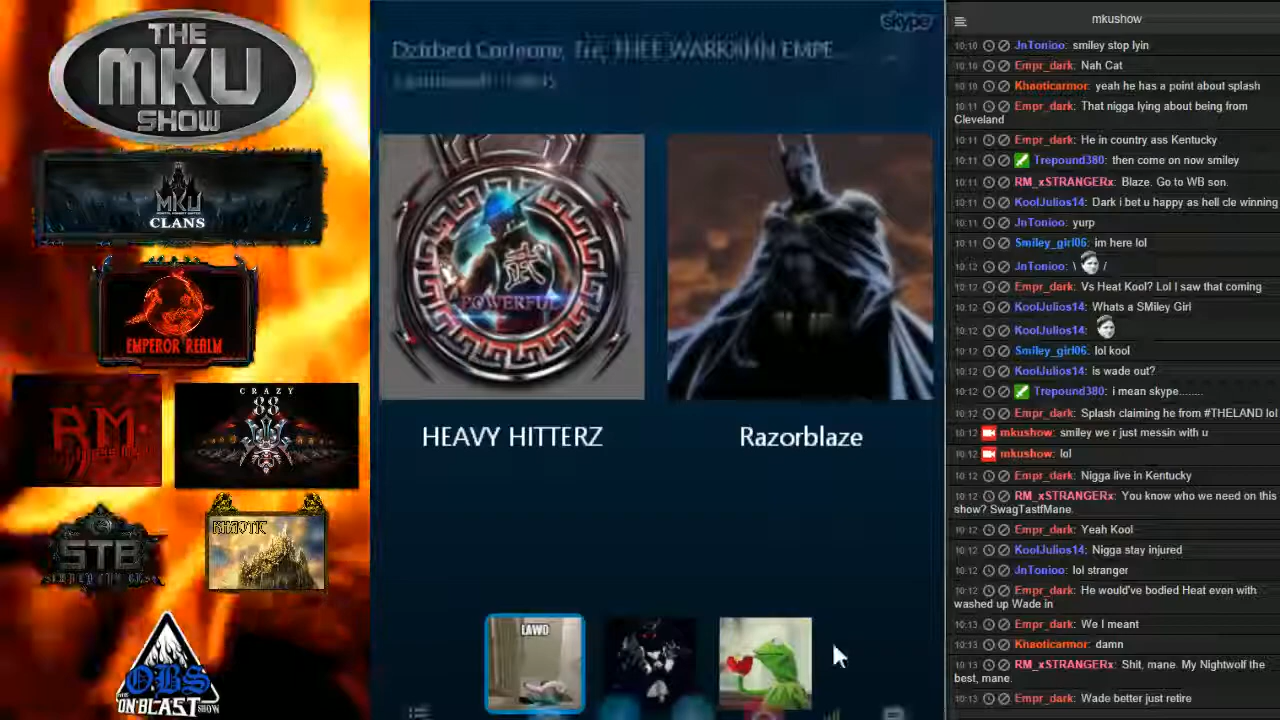 THE
MKU
SHOW
MKU
CLANS
EMPEROR REALM
RM
CRAZY
88
STB
SIMPLY THE BEST
KHAOTIC
THE
OBS
ON BLAST SHOW
skype
THEE WARRAHN EMPE...
POWERFUL
HEAVY HITTERZ
Razorblaze
LAWD
mkushow
10:10 JnTonioo: smiley stop lyin
10:10 Empr_dark: Nah Cat
10:10 Khaoticarmor: yeah he has a point about splash
10:11 Empr_dark: That nigga lying about being from
Cleveland
10:11 Empr_dark: He in country ass Kentucky
10:11 Trepound380: then come on now smiley
10:11 RM_xSTRANGERx: Blaze. Go to WB son.
10:11 KoolJulios14: Dark i bet u happy as hell cle winning
10:11 JnTonioo: yurp
10:11 Smiley_girl06: im here lol
10:12 JnTonioo: \ /
10:12 Empr_dark: Vs Heat Kool? Lol I saw that coming
10:12 KoolJulios14: Whats a SMiley Girl
10:12 KoolJulios14:
10:12 Smiley_girl06: lol kool
10:12 KoolJulios14: is wade out?
10:12 Trepound380: i mean skype........
10:12 Empr_dark: Splash claiming he from #THELAND lol
10:12 mkushow: smiley we r just messin with u
10:12 mkushow: lol
10:12 Empr_dark: Nigga live in Kentucky
10:12 RM_xSTRANGERx: You know who we need on this
show? SwagTastfMane.
10:12 Empr_dark: Yeah Kool
10:12 KoolJulios14: Nigga stay injured
10:12 JnTonioo: lol stranger
10:12 Empr_dark: He would've bodied Heat even with
washed up Wade in
10:13 Empr_dark: We I meant
10:13 Khaoticarmor: damn
10:13 RM_xSTRANGERx: Shit, mane. My Nightwolf the
best, mane.
10:13 Empr_dark: Wade better just retire